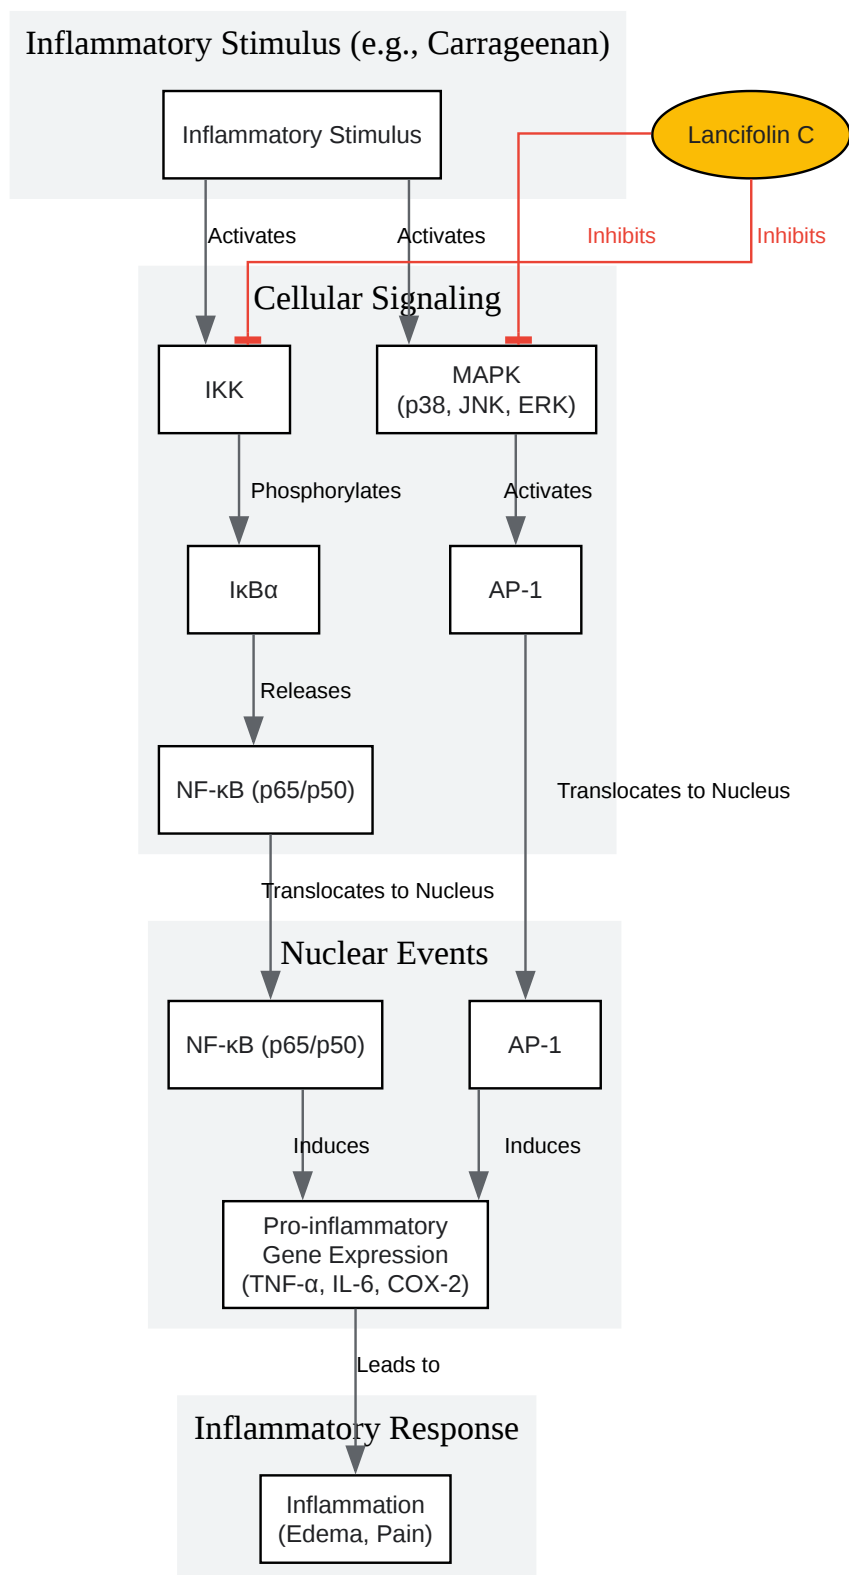 Inflammatory Stimulus (e.g., Carrageenan)
Inflammatory Stimulus
Lancifolin C
Activates
Activates
Inhibits
Inhibits
Cellular Signaling
IKK
MAPK
(p38, JNK, ERK)
Phosphorylates
Activates
IκBα
AP-1
Releases
NF-κB (p65/p50)
Translocates to Nucleus
Translocates to Nucleus
Nuclear Events
NF-κB (p65/p50)
AP-1
Induces
Induces
Pro-inflammatory
Gene Expression
(TNF-α, IL-6, COX-2)
Leads to
Inflammatory Response
Inflammation
(Edema, Pain)